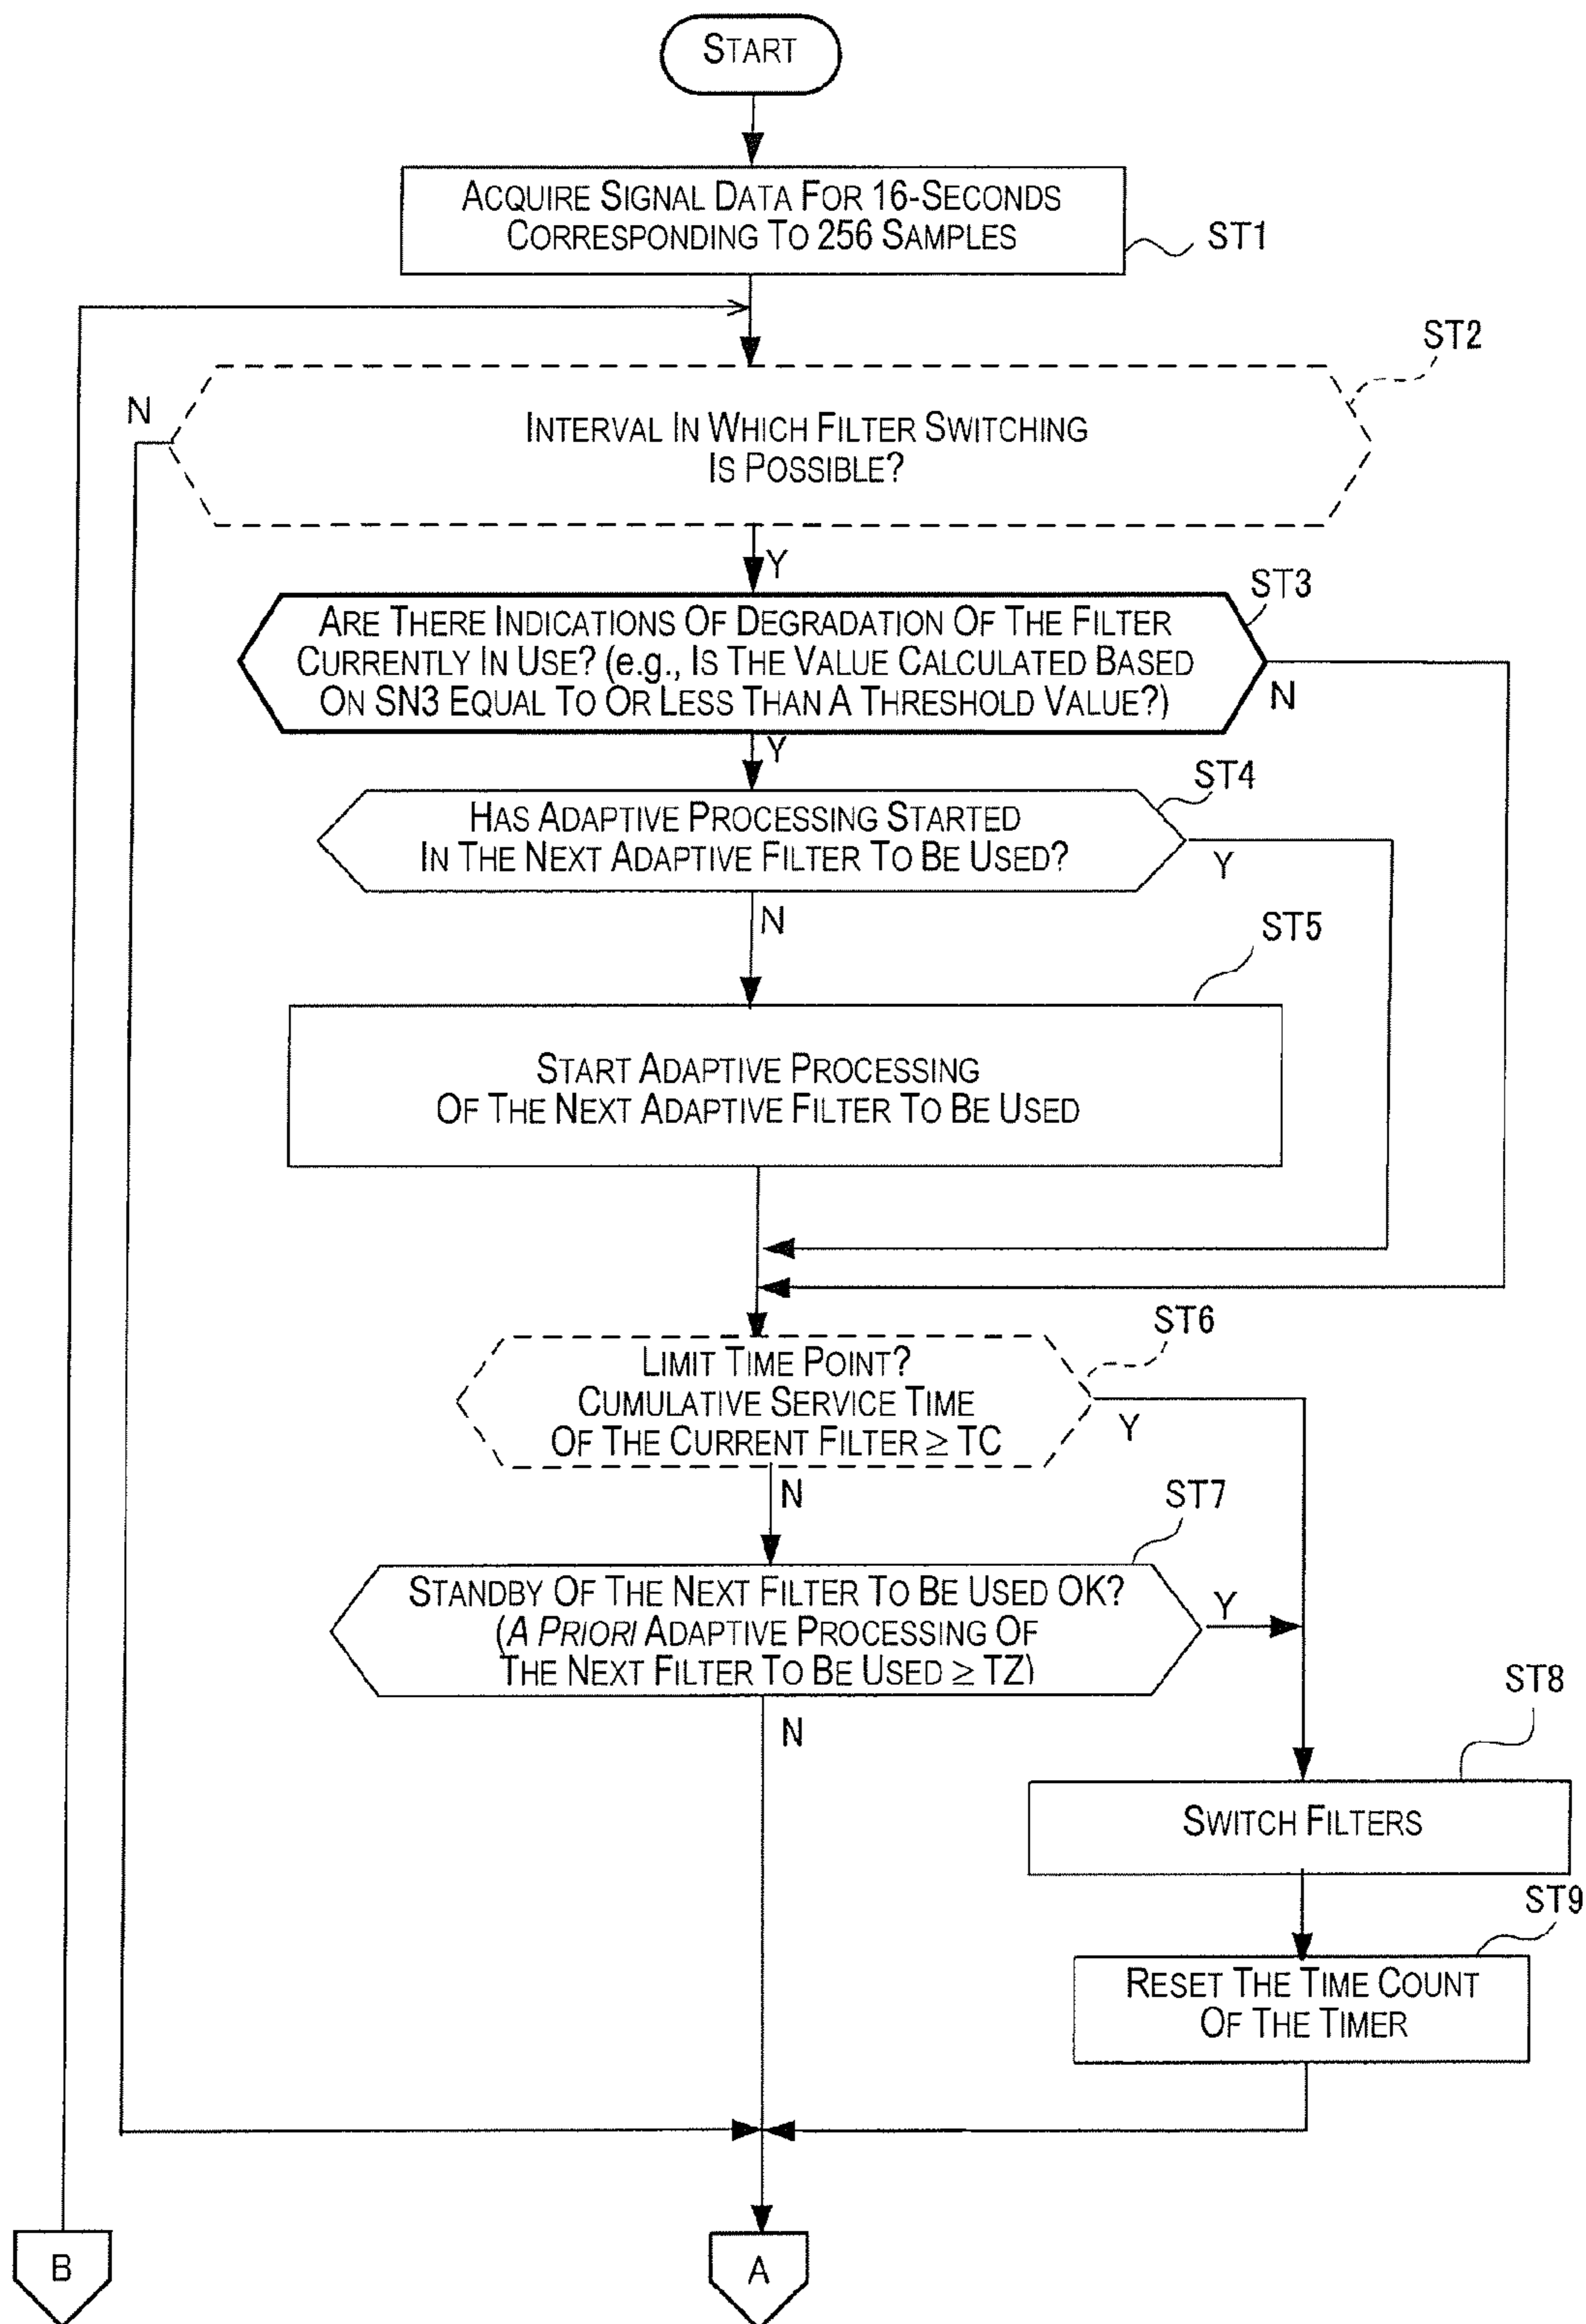 START
ACQUIRE SIGNAL DATA FOR 16-SECONDS
CORRESPONDING TO 256 SAMPLES
ST1
ST2
N
INTERVAL IN WHICH FILTER SWITCHING
IS POSSIBLE?
Y
ST3
ARE THERE INDICATIONS OF DEGRADATION OF THE FILTER
CURRENTLY IN USE? (e.g., IS THE VALUE CALCULATED BASED
ON SN3 EQUAL TO OR LESS THAN A THRESHOLD VALUE?)
N
Y
ST4
HAS ADAPTIVE PROCESSING STARTED
IN THE NEXT ADAPTIVE FILTER TO BE USED?
Y
N
ST5
START ADAPTIVE PROCESSING
OF THE NEXT ADAPTIVE FILTER TO BE USED
ST6
LIMIT TIME POINT?
CUMULATIVE SERVICE TIME
OF THE CURRENT FILTER ≥ TC
Y
N
ST7
STANDBY OF THE NEXT FILTER TO BE USED OK?
(A PRIORI ADAPTIVE PROCESSING OF
THE NEXT FILTER TO BE USED ≥ TZ)
Y
N
ST8
SWITCH FILTERS
ST9
RESET THE TIME COUNT
OF THE TIMER
B
A